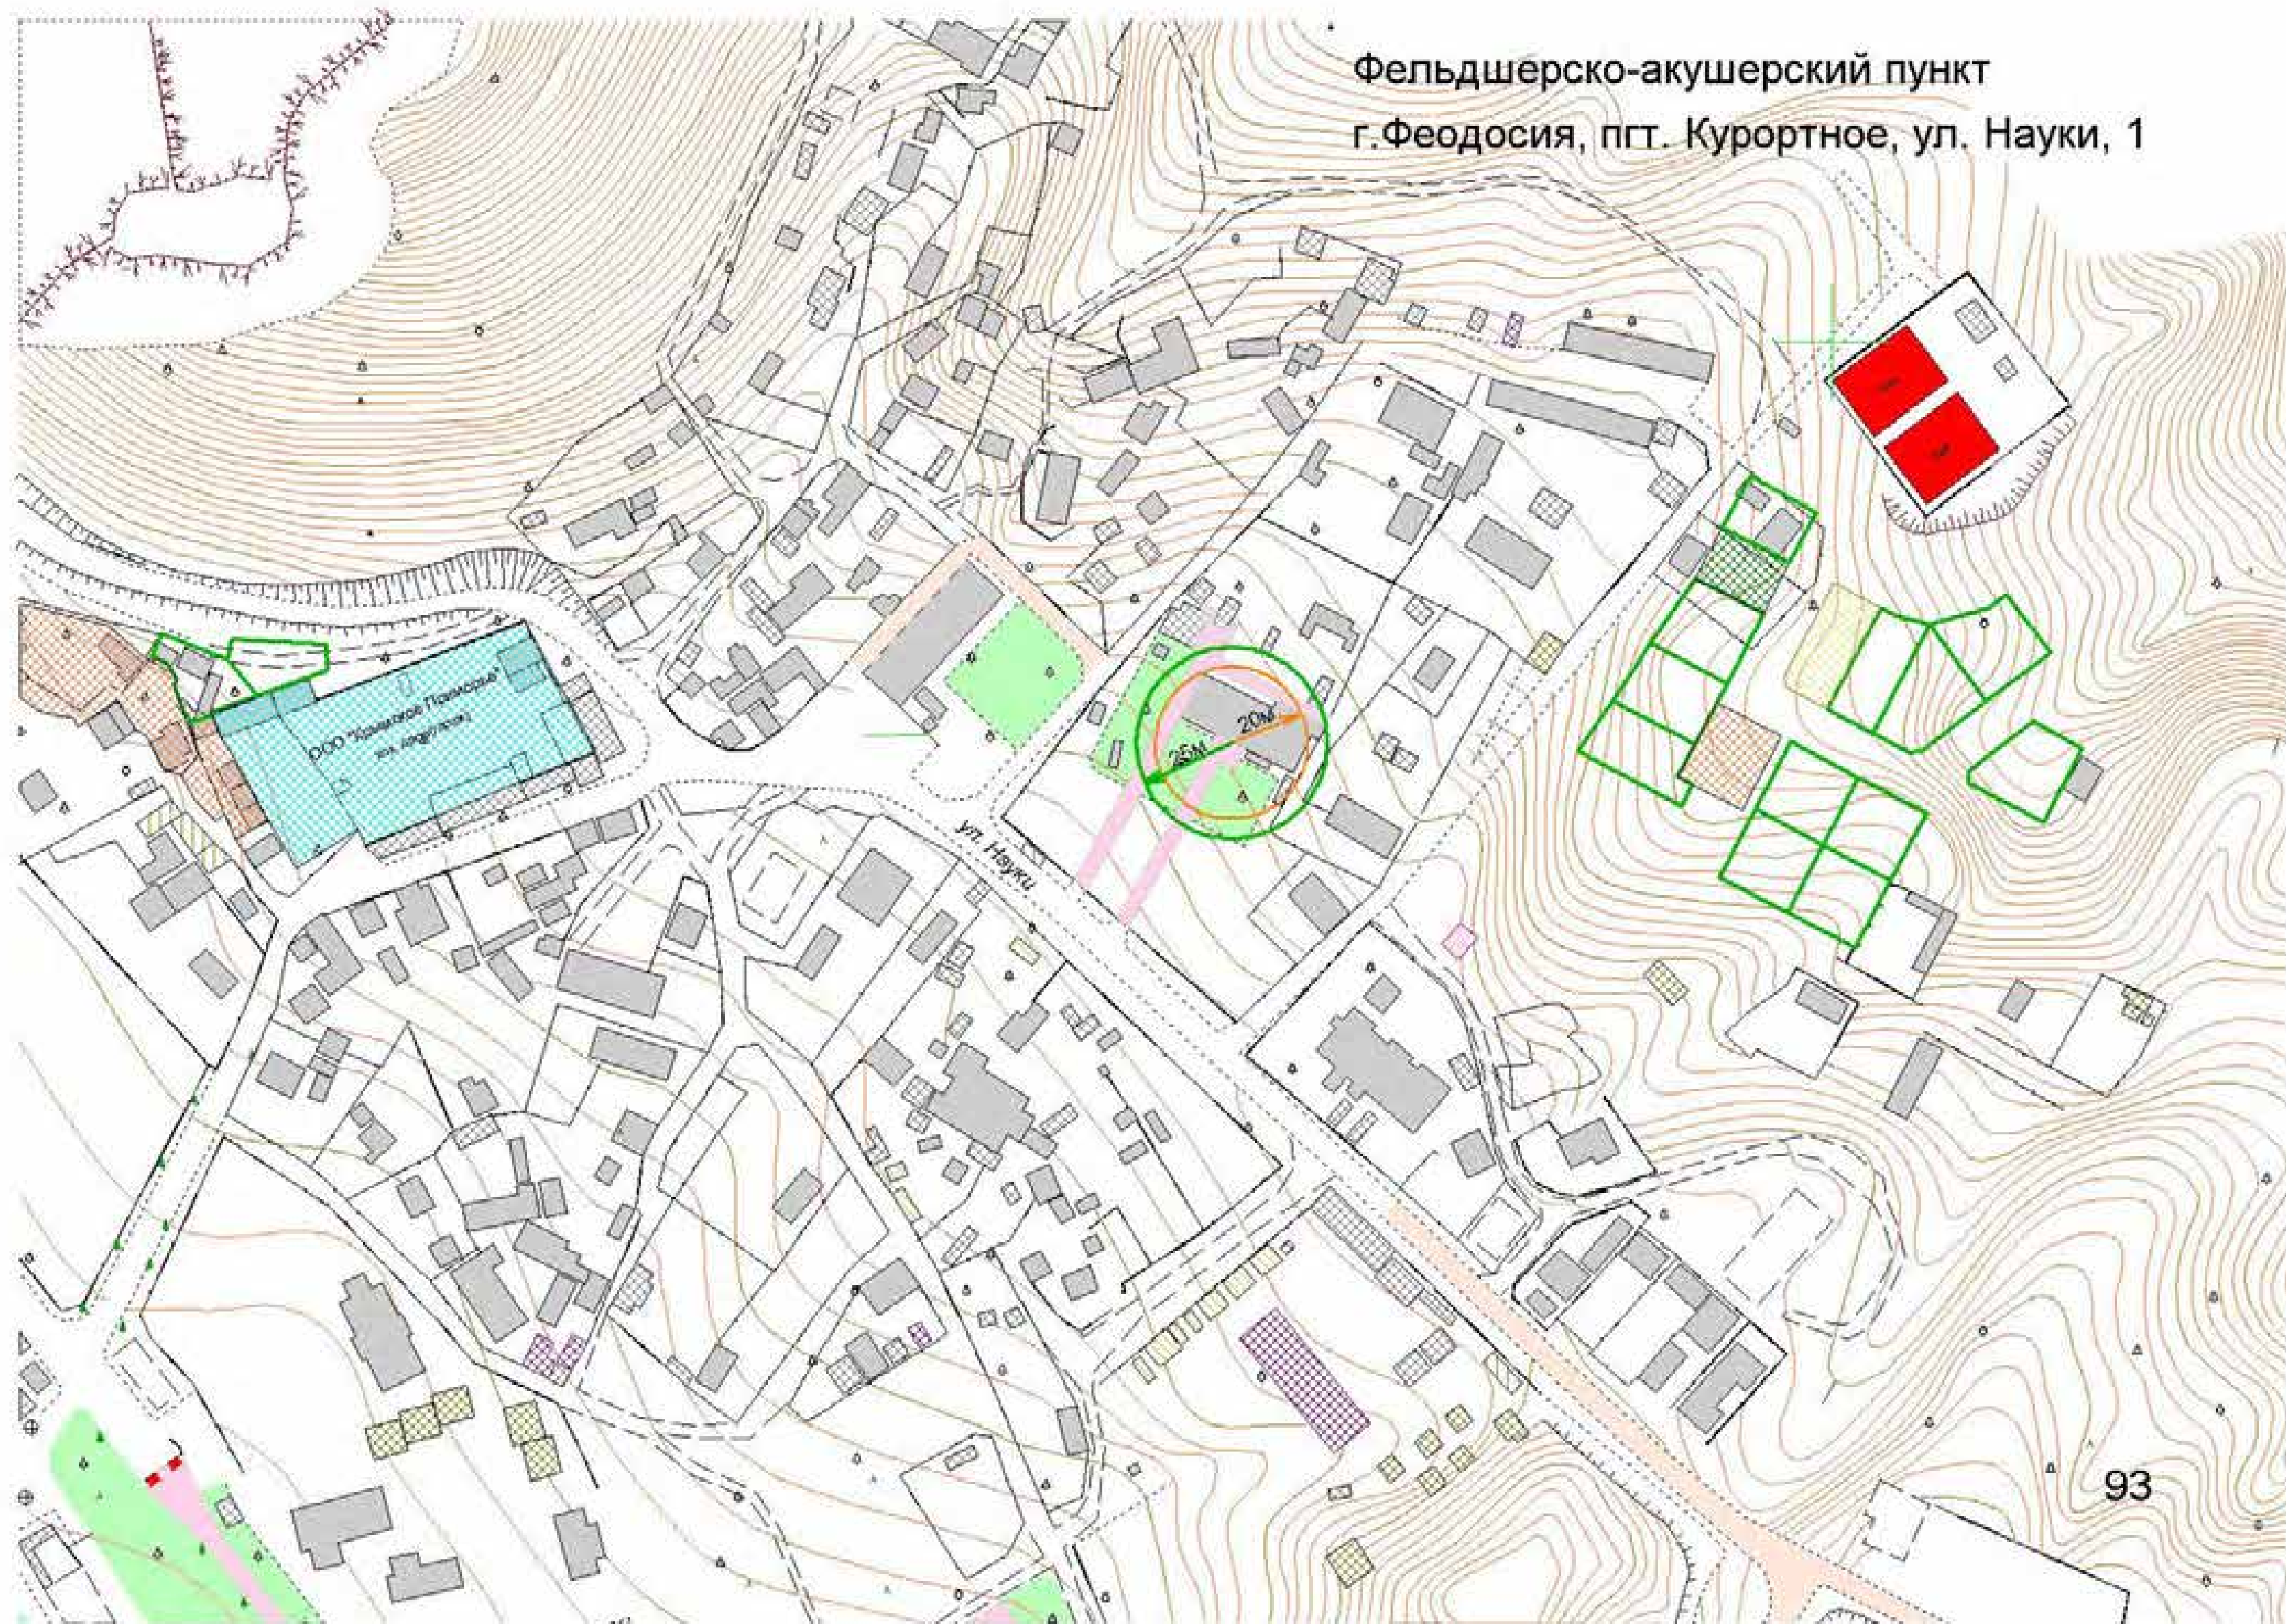 Фельдшерско-акушерский пункт
г.Феодосия, пгт. Курортное, ул. Науки, 1
ООО "Крымское Приморье"
20м
25м
ул. Науки
93